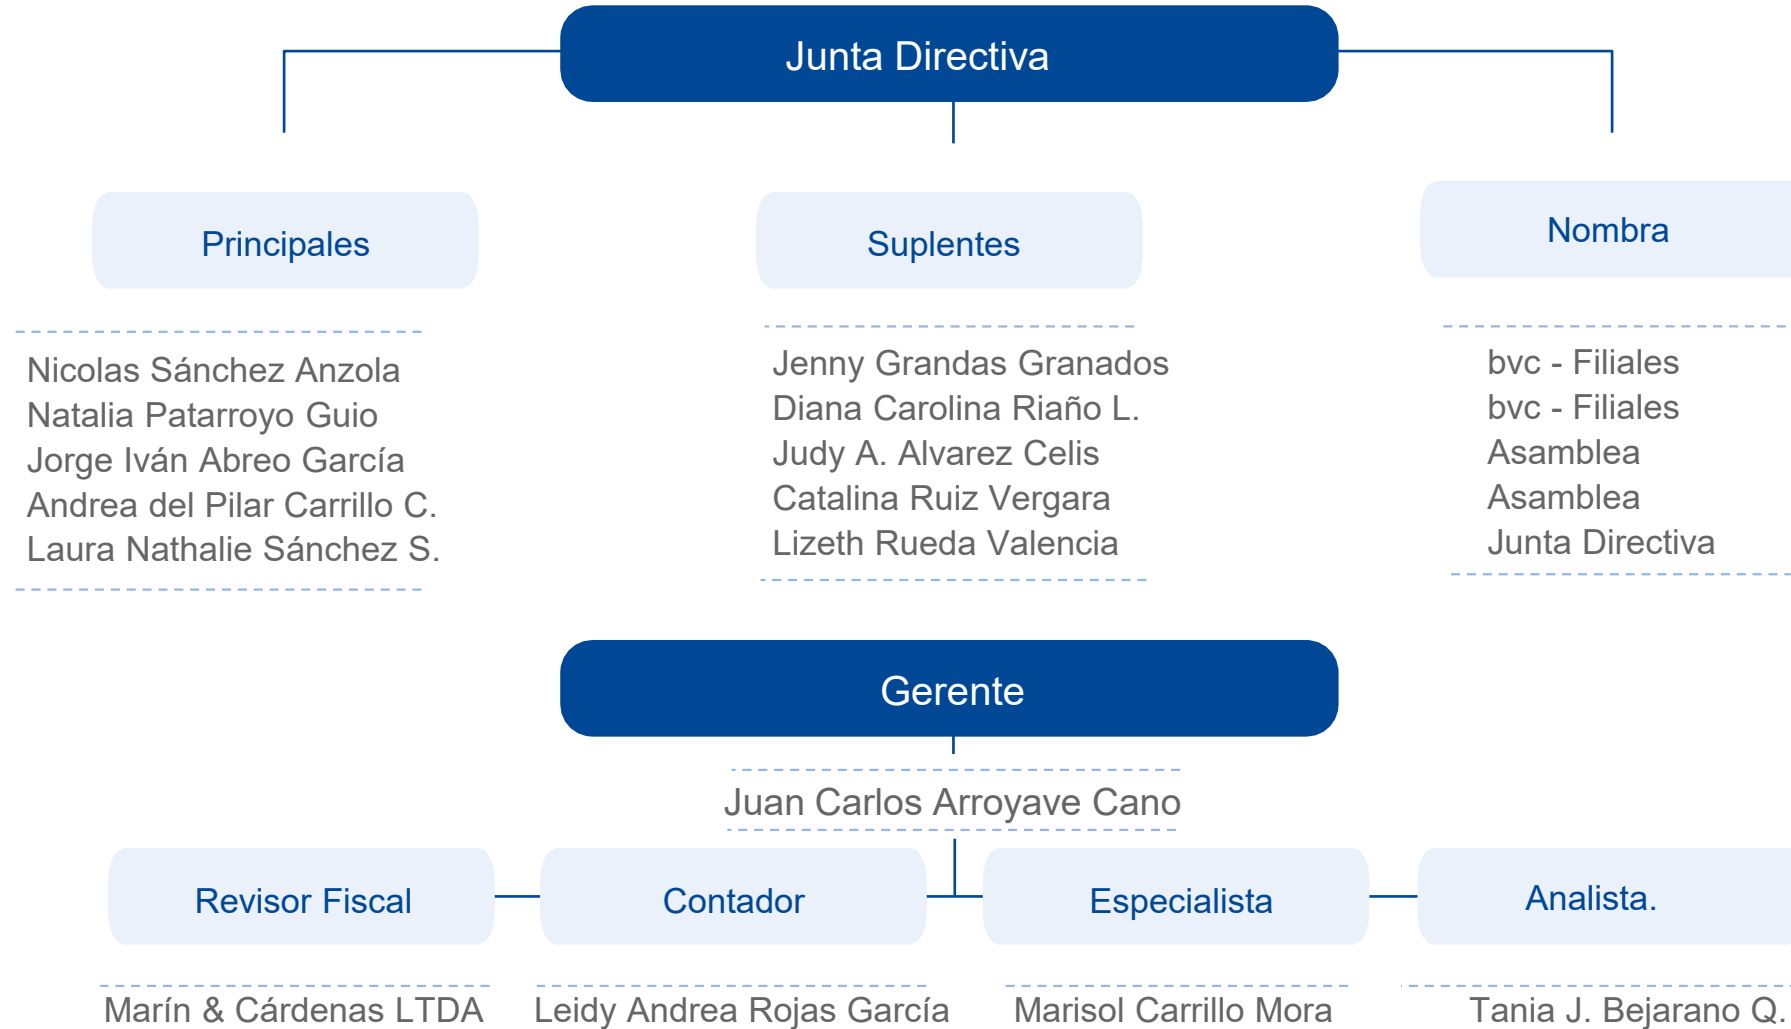 Junta Directiva
Principales
Suplentes
Nombra
Nicolas Sánchez Anzola
Natalia Patarroyo Guio
Jorge Iván Abreo García
Andrea del Pilar Carrillo C.
Laura Nathalie Sánchez S.
Jenny Grandas Granados
Diana Carolina Riaño L.
Judy A. Alvarez Celis
Catalina Ruiz Vergara
Lizeth Rueda Valencia
bvc - Filiales
bvc - Filiales
Asamblea
Asamblea
Junta Directiva
Gerente
Juan Carlos Arroyave Cano
Revisor Fiscal
Contador
Especialista
Analista.
Marín & Cárdenas LTDA
Leidy Andrea Rojas García
Marisol Carrillo Mora
Tania J. Bejarano Q.